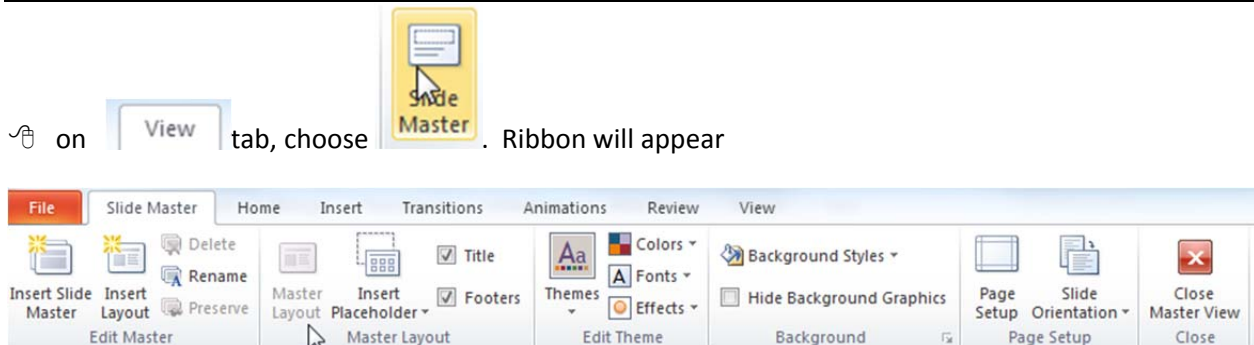 Slide
Master
on View tab, choose . Ribbon will appear
File Slide Master Home Insert Transitions Animations Review View
Delete Title Colors Background Styles
Rename Fonts
Insert Slide Insert Preserve Master Insert Footers Themes Effects Hide Background Graphics Page Slide Close
Master Layout Layout Placeholder Setup Orientation Master View
Edit Master Master Layout Edit Theme Background Page Setup Close